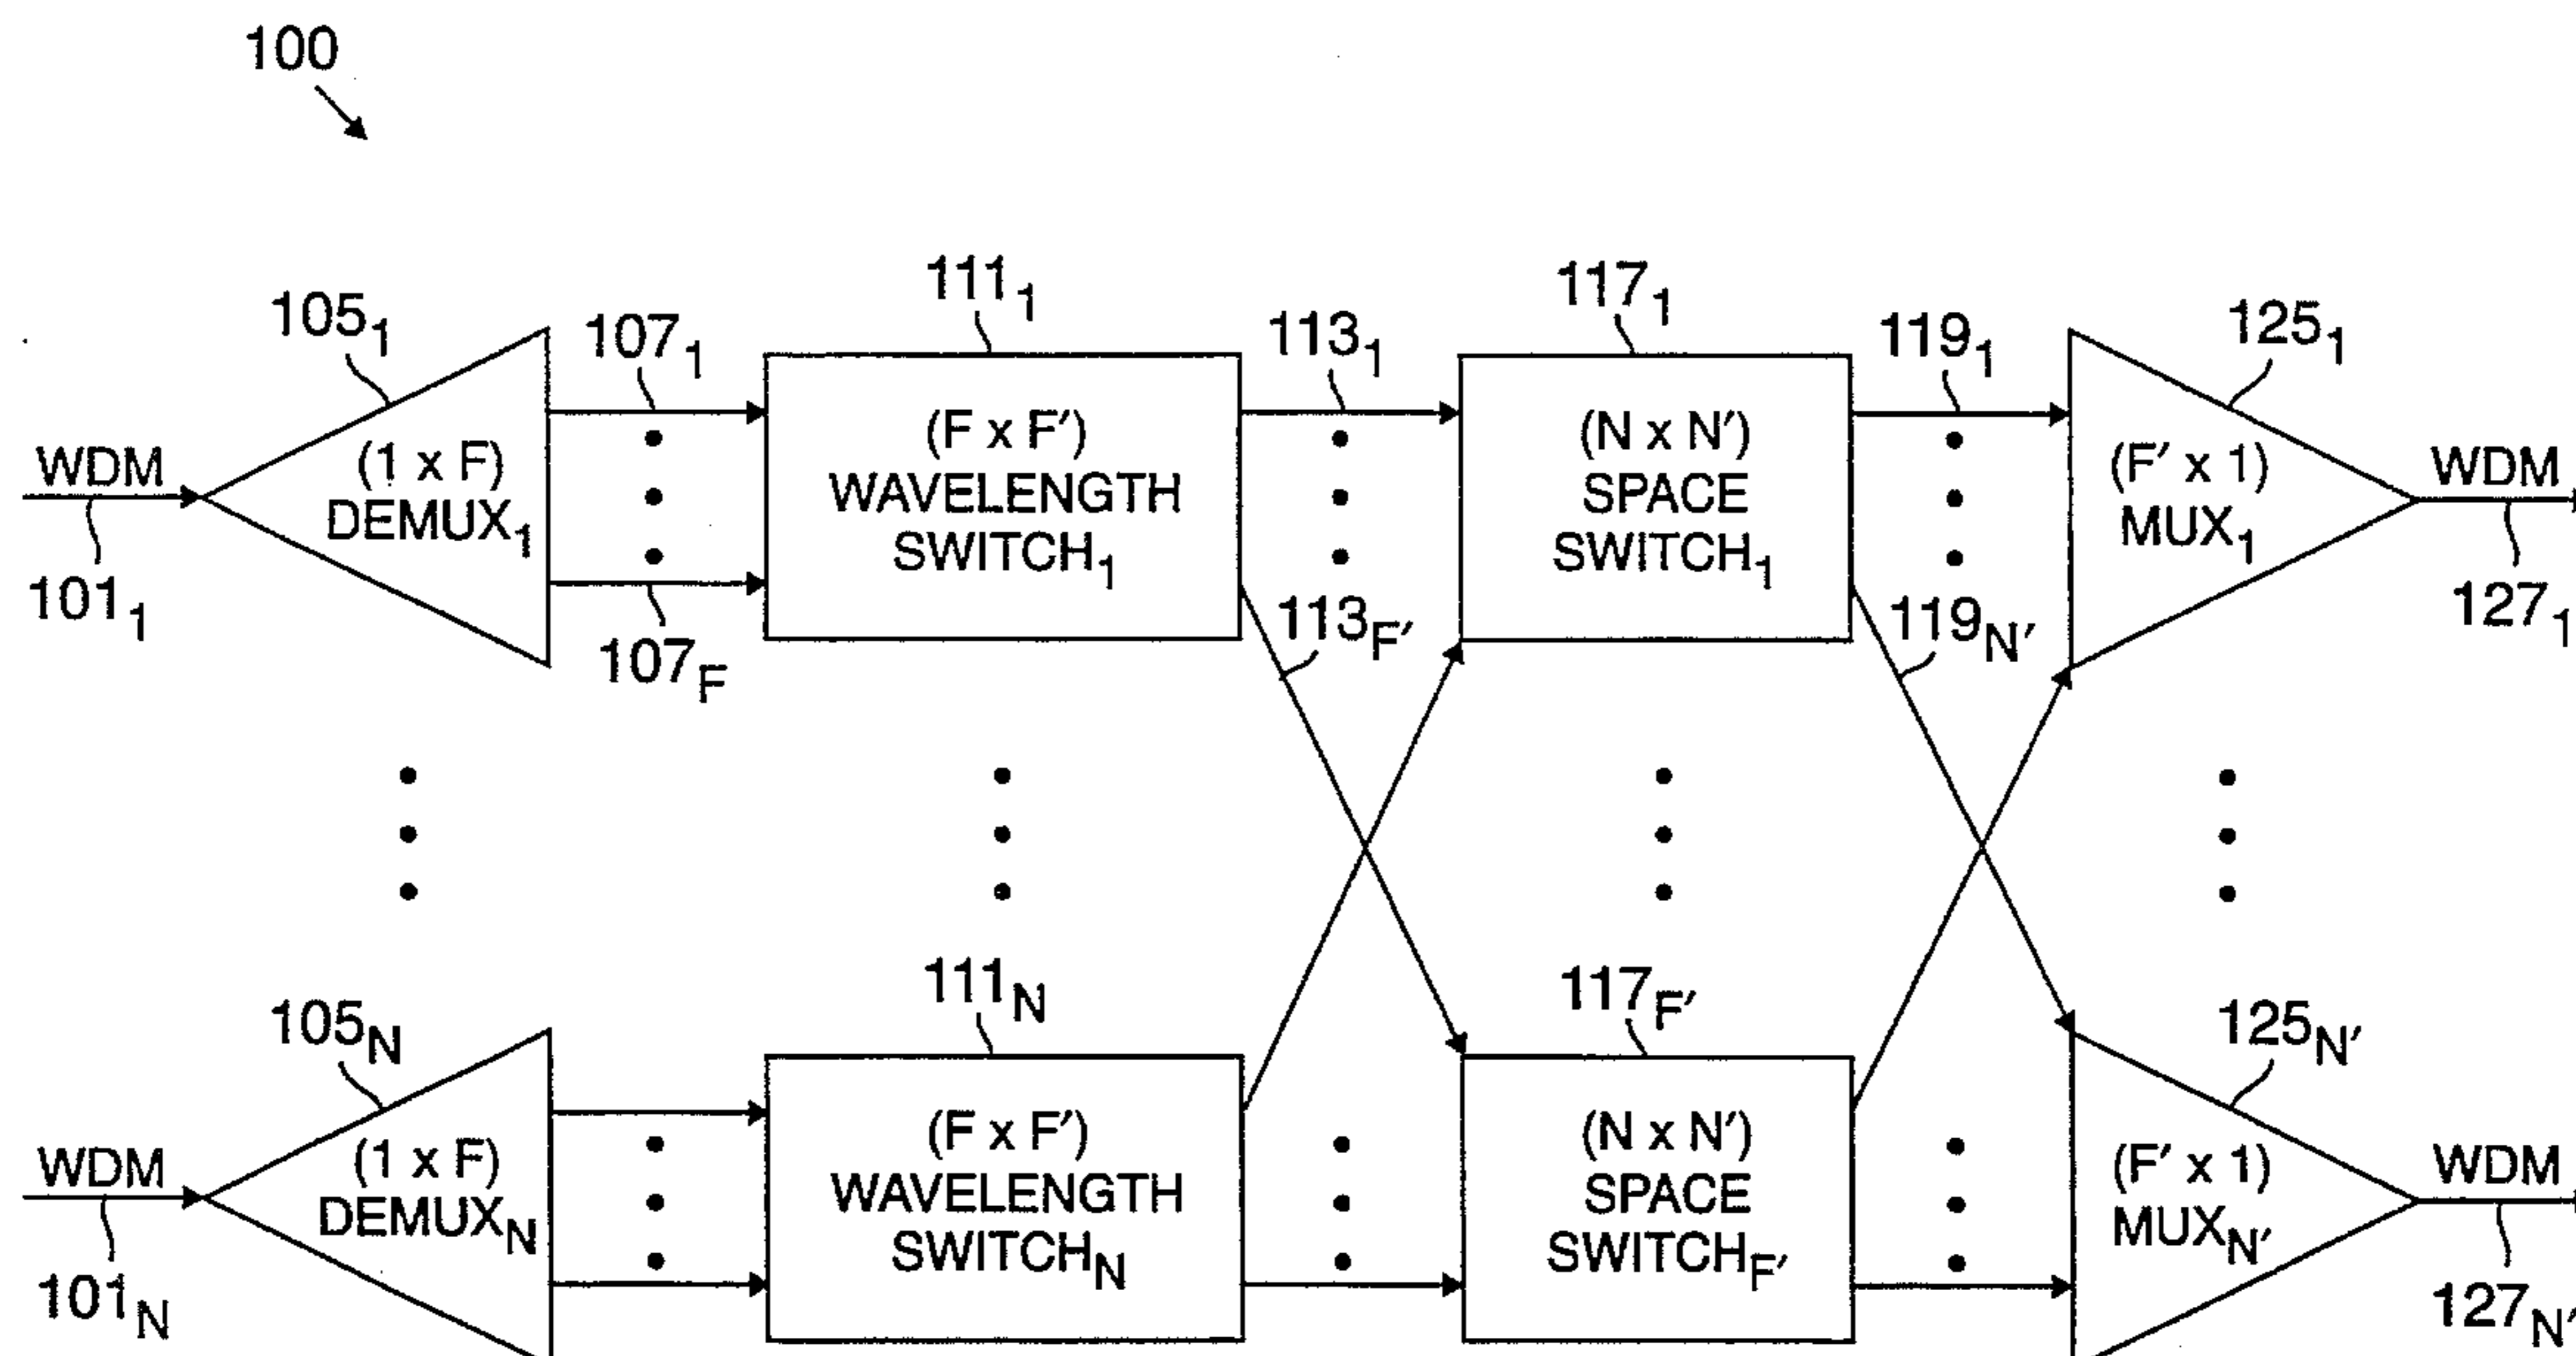 100
105₁
107₁
111₁
113₁
117₁
119₁
125₁
WDM
(1 x F)
DEMUX₁
(F x F′)
WAVELENGTH
SWITCH₁
(N x N′)
SPACE
SWITCH₁
(F′ x 1)
MUX₁
WDM
101₁
107F
113F′
119N′
127₁
105N
111N
117F′
125N′
WDM
(1 x F)
DEMUXN
(F x F′)
WAVELENGTH
SWITCHN
(N x N′)
SPACE
SWITCHF′
(F′ x 1)
MUXN′
WDM
101N
127N′